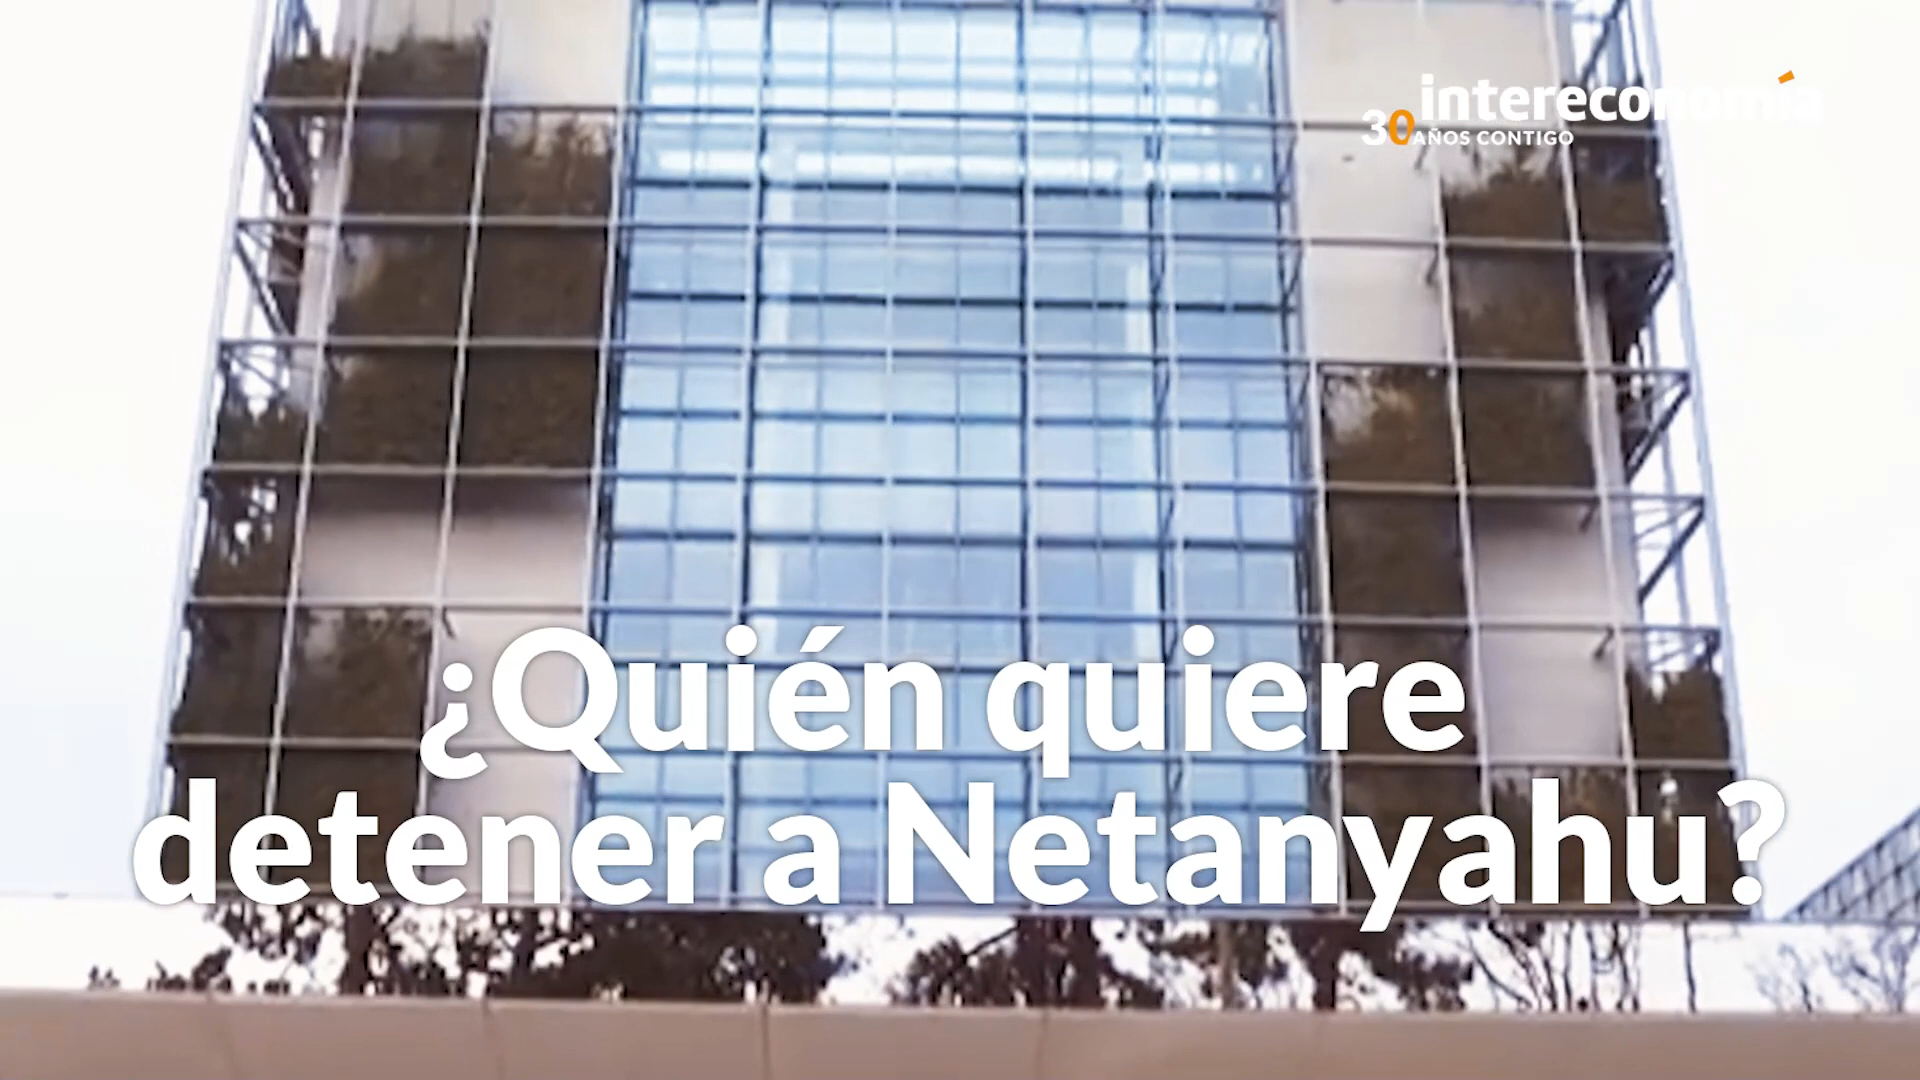 intereconomía
30 AÑOS CONTIGO
¿Quién quiere
detener a Netanyahu?